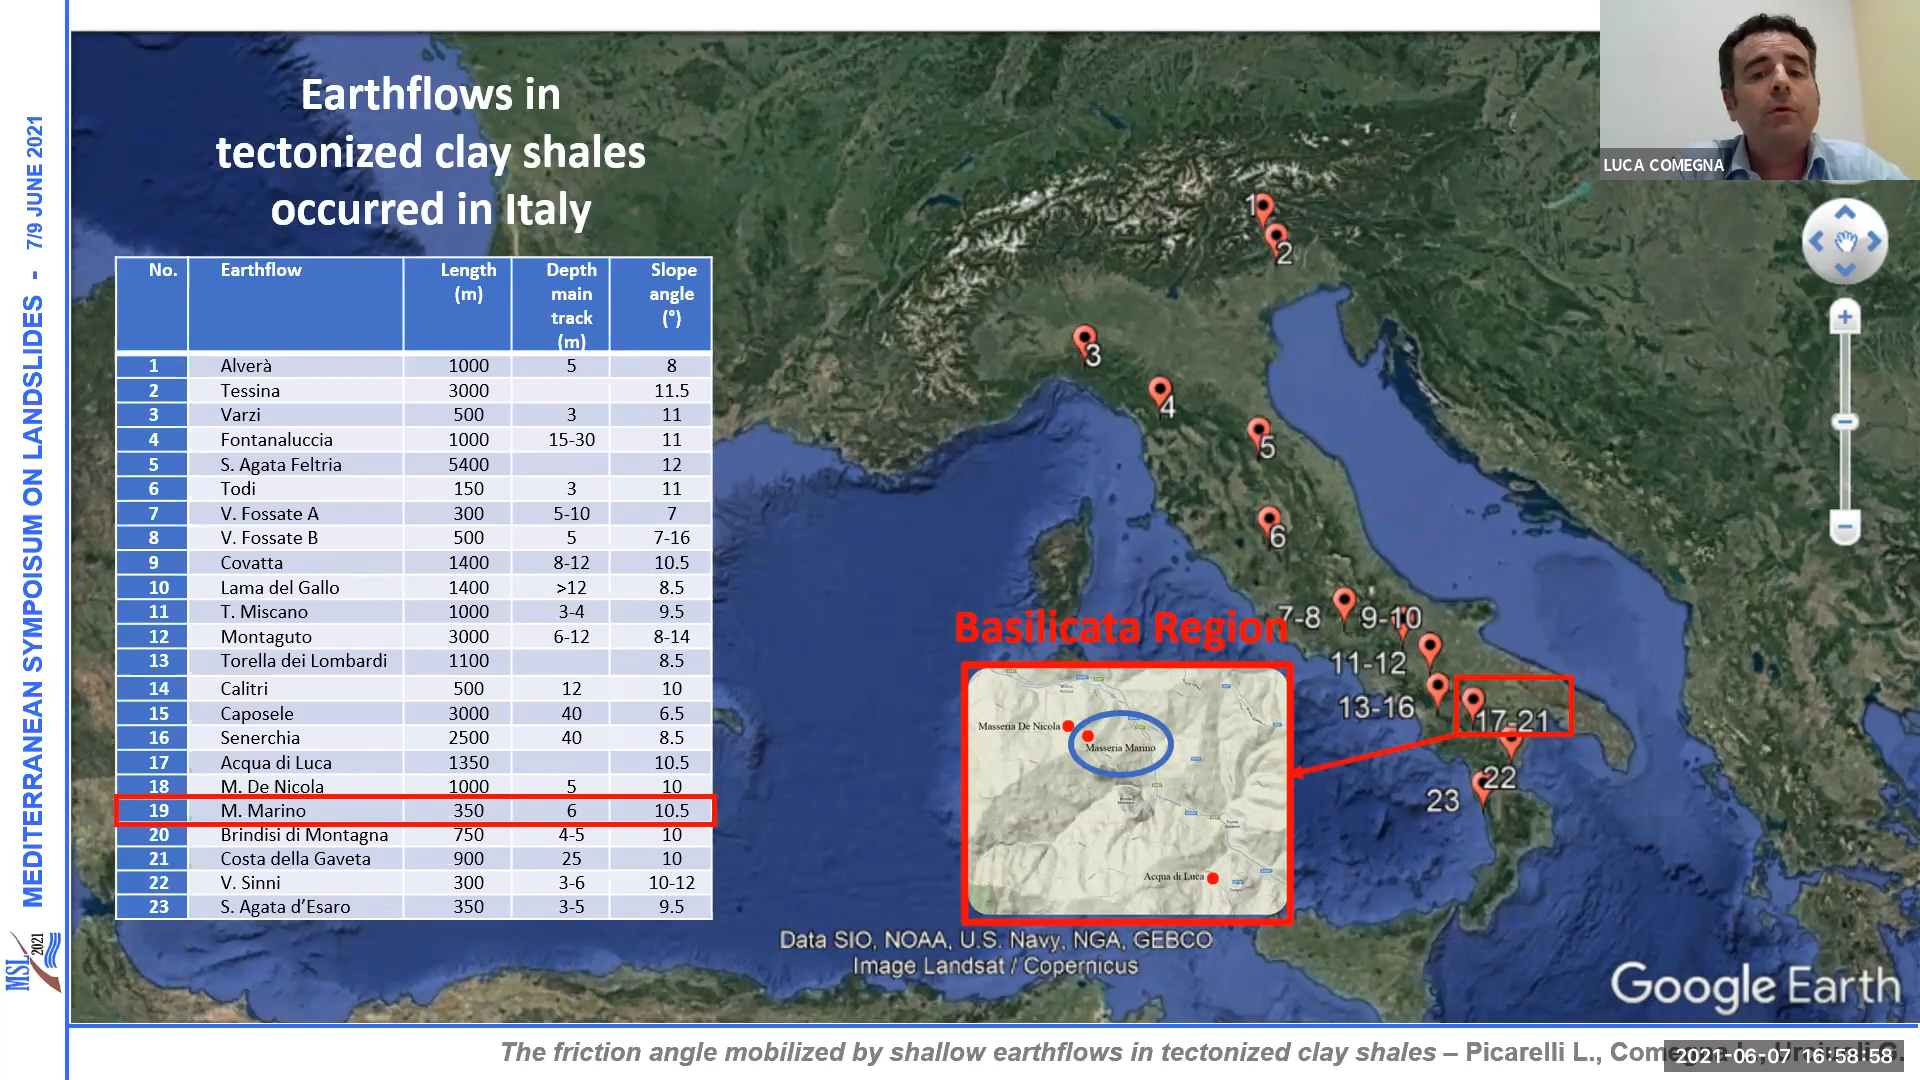 MEDITERRANEAN SYMPOISUM ON LANDSLIDES - 7/9 JUNE 2021
MSL 2021
Earthflows in
tectonized clay shales
occurred in Italy
No. Earthflow Length (m) Depth main track (m) Slope angle (°)
1 Alverà 1000 5 8
2 Tessina 3000 11.5
3 Varzi 500 3 11
4 Fontanaluccia 1000 15-30 11
5 S. Agata Feltria 5400 12
6 Todi 150 3 11
7 V. Fossate A 300 5-10 7
8 V. Fossate B 500 5 7-16
9 Covatta 1400 8-12 10.5
10 Lama del Gallo 1400 >12 8.5
11 T. Miscano 1000 3-4 9.5
12 Montaguto 3000 6-12 8-14
13 Torella dei Lombardi 1100 8.5
14 Calitri 500 12 10
15 Caposele 3000 40 6.5
16 Senerchia 2500 40 8.5
17 Acqua di Luca 1350 10.5
18 M. De Nicola 1000 5 10
19 M. Marino 350 6 10.5
20 Brindisi di Montagna 750 4-5 10
21 Costa della Gaveta 900 25 10
22 V. Sinni 300 3-6 10-12
23 S. Agata d’Esaro 350 3-5 9.5
LUCA COMEGNA
1
2
3
4
5
6
7-8
9-10
11-12
13-16
17-21
22
23
Basilicata Region
Masseria De Nicola
Masseria Marino
Acqua di Luca
Data SIO, NOAA, U.S. Navy, NGA, GEBCO
Image Landsat / Copernicus
Google Earth
The friction angle mobilized by shallow earthflows in tectonized clay shales – Picarelli L.,
2021-06-07 16:58:58